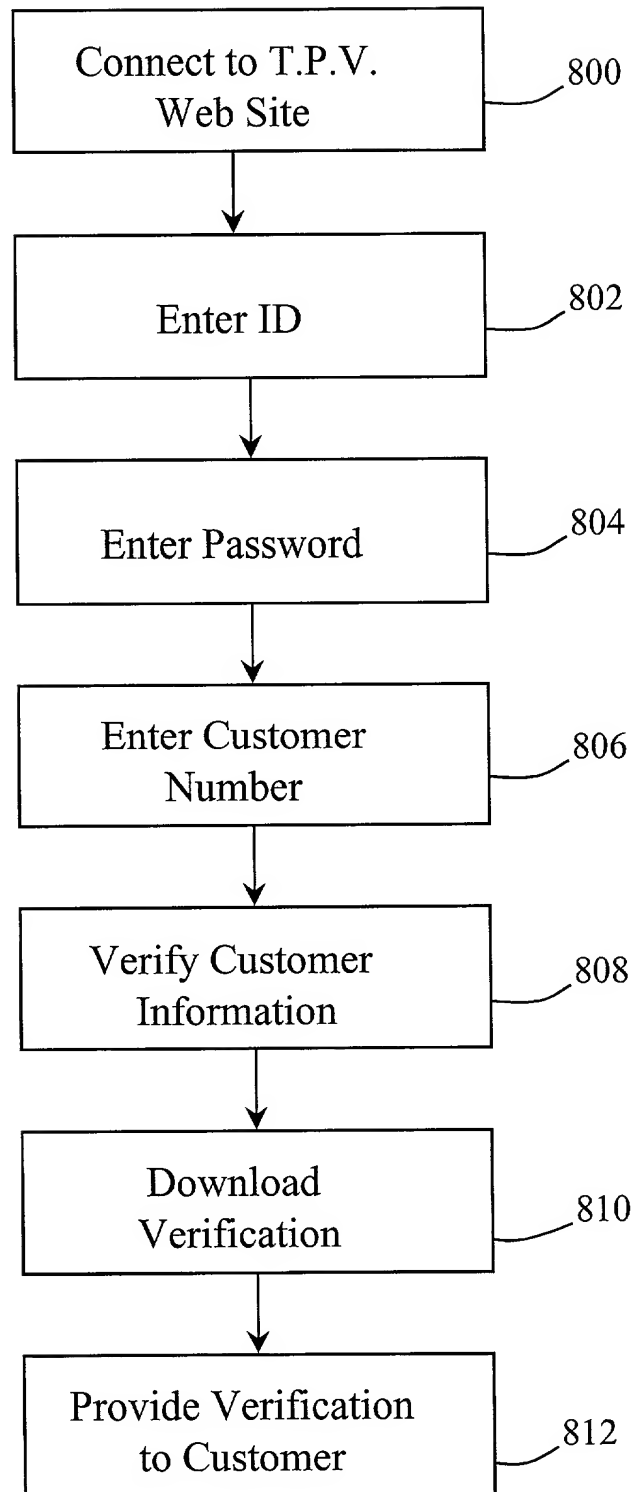 Connect to T.P.V.
Web Site
800
Enter ID
802
Enter Password
804
Enter Customer
Number
806
Verify Customer
Information
808
Download
Verification
810
Provide Verification
to Customer
812